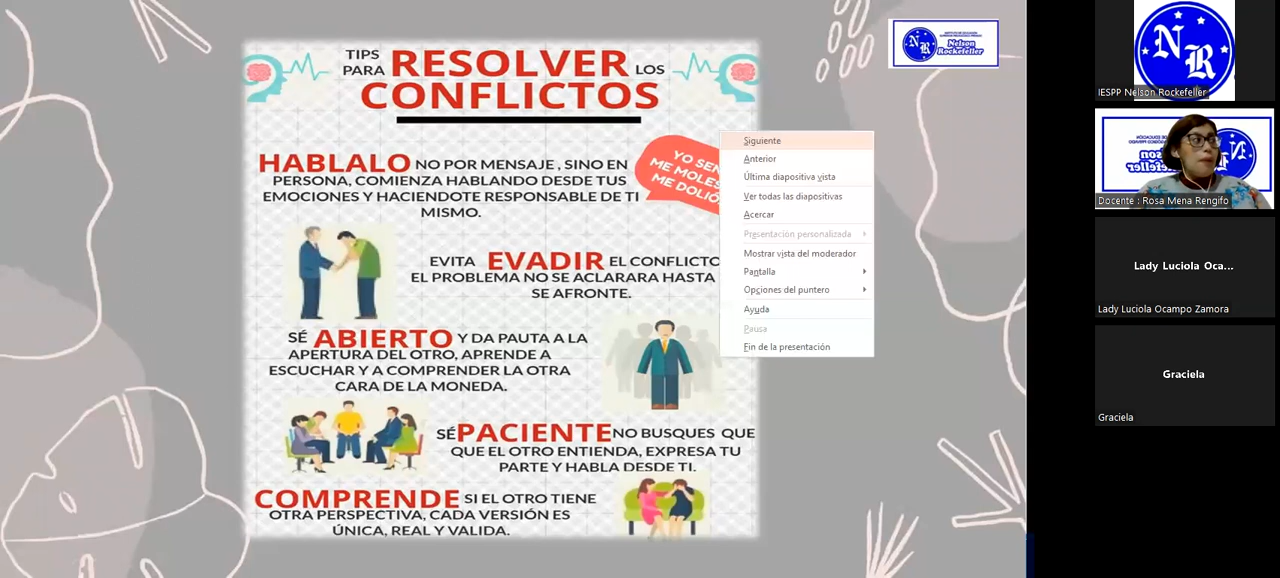 TIPS
PARA RESOLVER LOS
CONFLICTOS
HABLALO NO POR MENSAJE , SINO EN
PERSONA, COMIENZA HABLANDO DESDE TUS
EMOCIONES Y HACIENDOTE RESPONSABLE DE TI
MISMO.
YO
ME
ME DOLIÓ
EVITA EVADIR EL CONFLICTO
EL PROBLEMA NO SE ACLARARA HASTA
SE AFRONTE.
SÉ ABIERTO Y DA PAUTA A LA
APERTURA DEL OTRO, APRENDE A
ESCUCHAR Y A COMPRENDER LA OTRA
CARA DE LA MONEDA.
SÉ PACIENTE NO BUSQUES QUE
QUE EL OTRO ENTIENDA, EXPRESA TU
PARTE Y HABLA DESDE TI.
COMPRENDE SI EL OTRO TIENE
OTRA PERSPECTIVA, CADA VERSIÓN ES
ÚNICA, REAL Y VALIDA.
Siguiente
Anterior
Última diapositiva vista
Ver todas las diapositivas
Acercar
Presentación personalizada
Mostrar vista del moderador
Pantalla
Opciones del puntero
Ayuda
Pausa
Fin de la presentación
NR
Nelson
Rockefeller
NR
IESPP Nelson Rockefeller
Docente : Rosa Mena Rengifo
Lady Luciola Oca...
Lady Luciola Ocampo Zamora
Graciela
Graciela